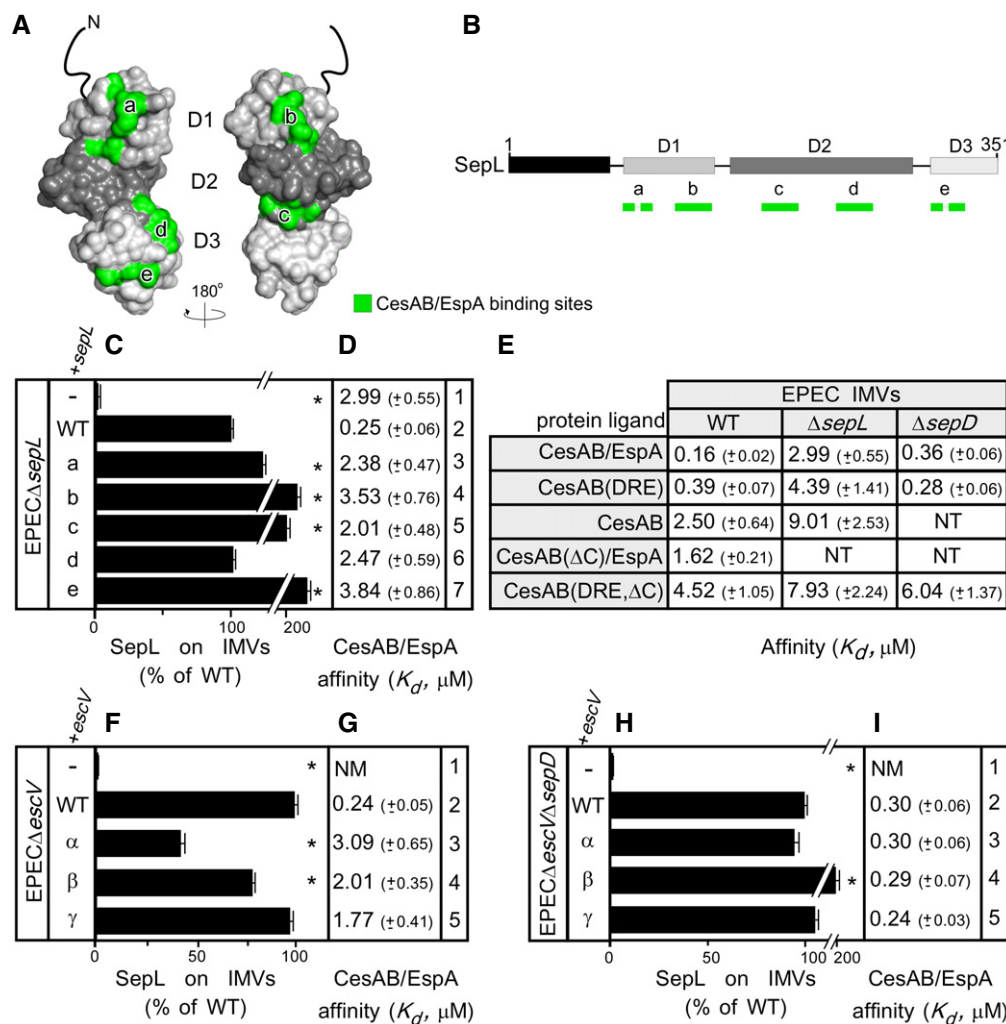 A
N
a
D1
b
D2
c
d
D3
e
180°
CesAB/EspA binding sites
B
1
351
SepL
D1
D2
D3
a
b
c
d
e
C
D
+sepL
EPECΔsepL
- * 2.99 (±0.55) 1
WT 0.25 (±0.06) 2
a * 2.38 (±0.47) 3
b * 3.53 (±0.76) 4
c * 2.01 (±0.48) 5
d 2.47 (±0.59) 6
e * 3.84 (±0.86) 7
0 100 200
SepL on IMVs
(% of WT)
CesAB/EspA
affinity (Kd, μM)
E
EPEC IMVs
protein ligand WT ΔsepL ΔsepD
CesAB/EspA 0.16 (±0.02) 2.99 (±0.55) 0.36 (±0.06)
CesAB(DRE) 0.39 (±0.07) 4.39 (±1.41) 0.28 (±0.06)
CesAB 2.50 (±0.64) 9.01 (±2.53) NT
CesAB(ΔC)/EspA 1.62 (±0.21) NT NT
CesAB(DRE,ΔC) 4.52 (±1.05) 7.93 (±2.24) 6.04 (±1.37)
Affinity (Kd, μM)
F
G
+escV
EPECΔescV
- * NM 1
WT 0.24 (±0.05) 2
α * 3.09 (±0.65) 3
β * 2.01 (±0.35) 4
γ 1.77 (±0.41) 5
0 50 100
SepL on IMVs
(% of WT)
CesAB/EspA
affinity (Kd, μM)
H
I
+escV
EPECΔescVΔsepD
- * NM 1
WT 0.30 (±0.06) 2
α 0.30 (±0.06) 3
β * 0.29 (±0.07) 4
γ 0.24 (±0.03) 5
0 50 100 200
SepL on IMVs
(% of WT)
CesAB/EspA
affinity (Kd, μM)